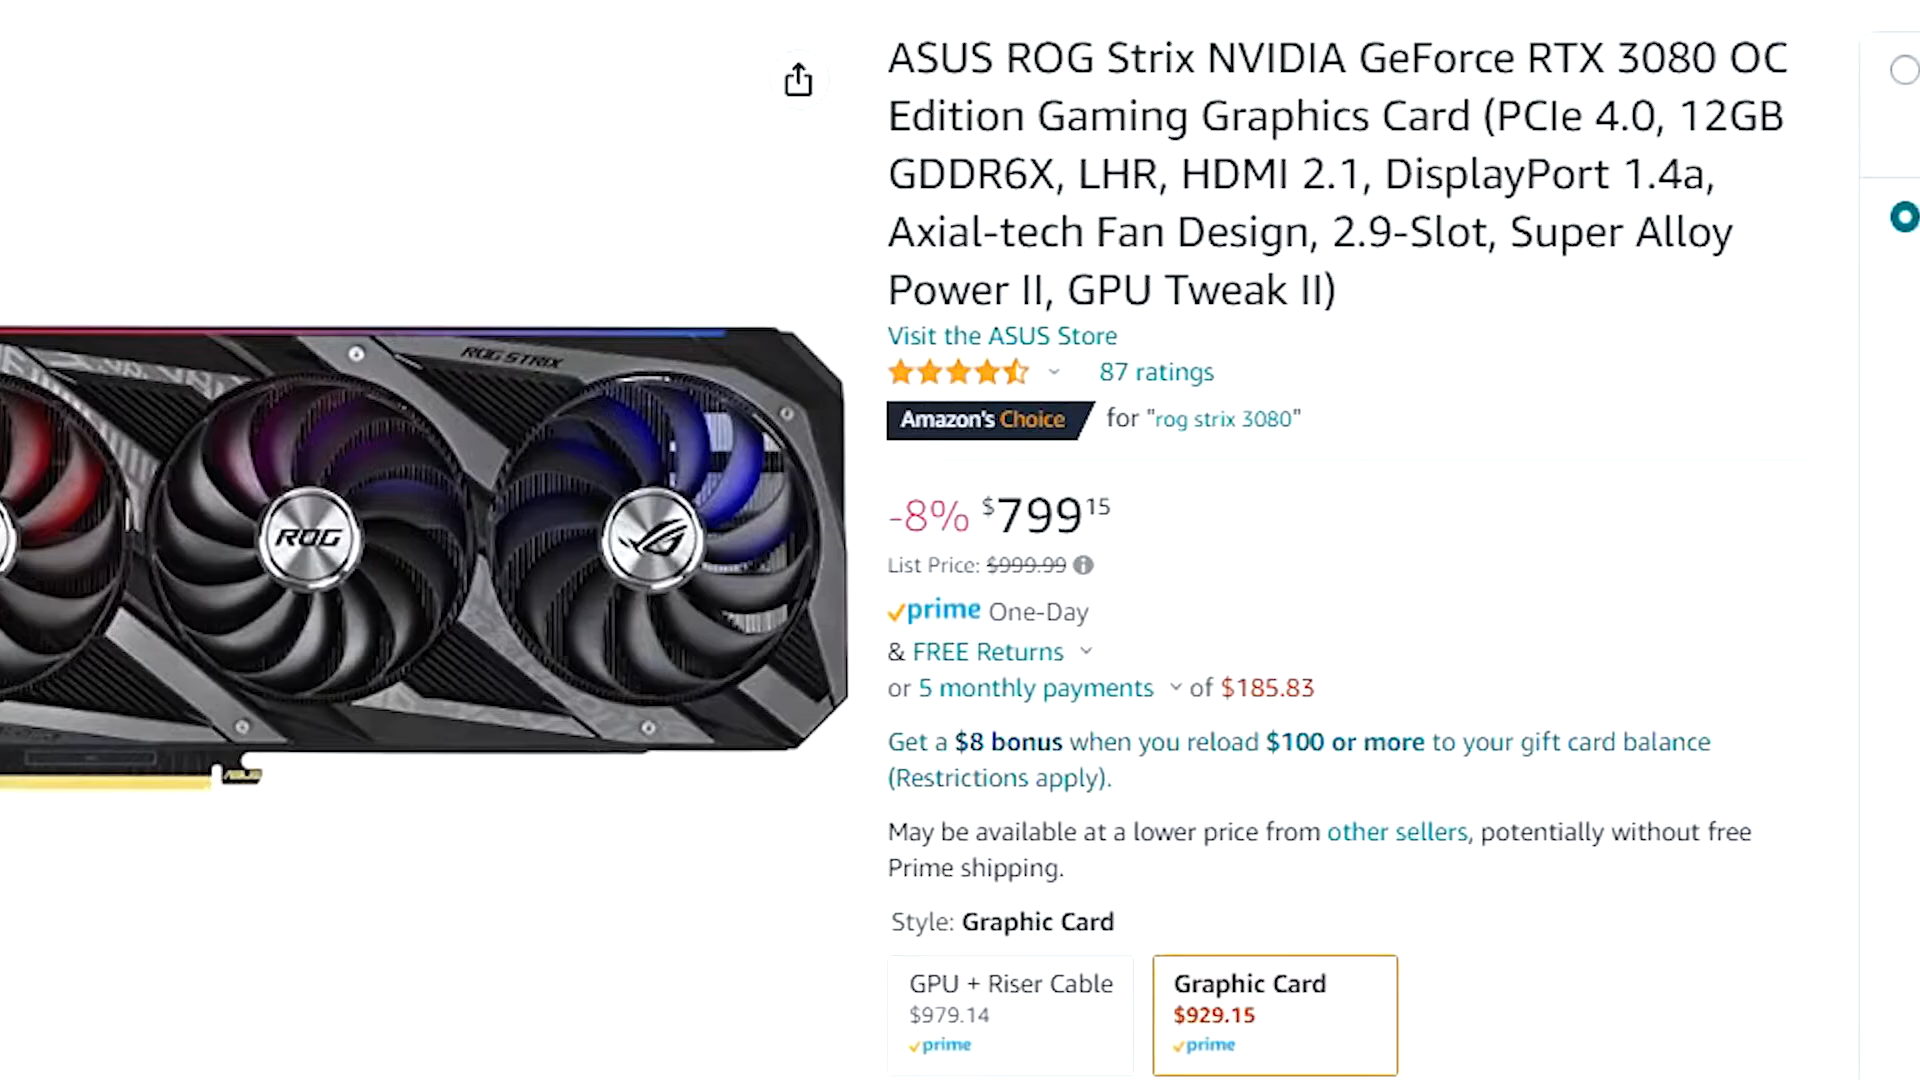 ASUS ROG Strix NVIDIA GeForce RTX 3080 OC
Edition Gaming Graphics Card (PCIe 4.0, 12GB
GDDR6X, LHR, HDMI 2.1, DisplayPort 1.4a,
Axial-tech Fan Design, 2.9-Slot, Super Alloy
Power II, GPU Tweak II)
Visit the ASUS Store
87 ratings
Amazon's Choice for "rog strix 3080"
-8% $799 15
List Price: $999.99
prime One-Day
& FREE Returns
or 5 monthly payments of $185.83
Get a $8 bonus when you reload $100 or more to your gift card balance
(Restrictions apply).
May be available at a lower price from other sellers, potentially without free
Prime shipping.
Style: Graphic Card
GPU + Riser Cable
$979.14
prime
Graphic Card
$929.15
prime
ROG STRIX
ROG
ASUS